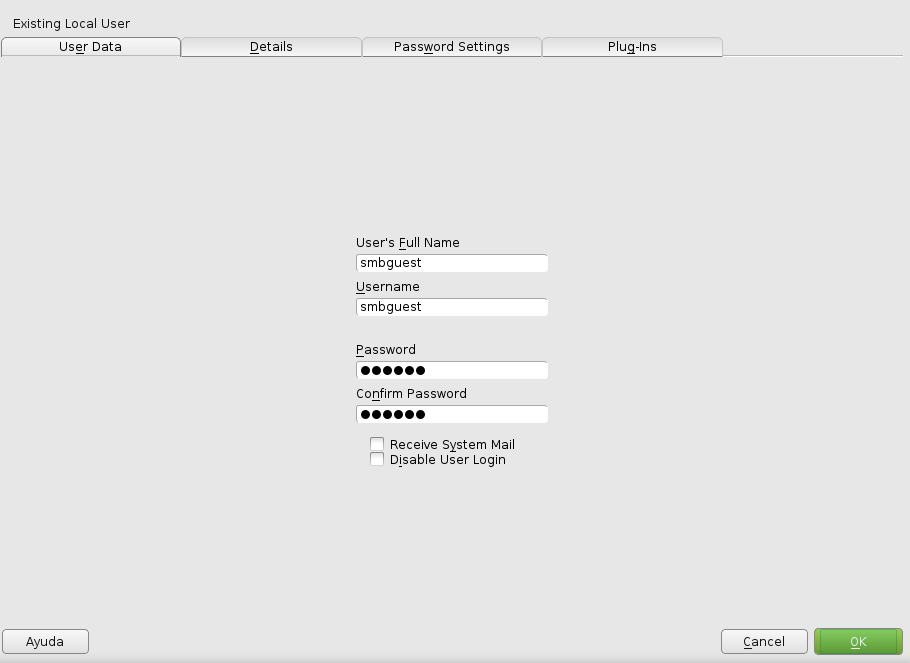 Existing Local User
User Data
Details
Password Settings
Plug-Ins
User's Full Name
smbguest
Username
smbguest
Password
●●●●●●
Confirm Password
●●●●●●
Receive System Mail
Disable User Login
Ayuda
Cancel
OK